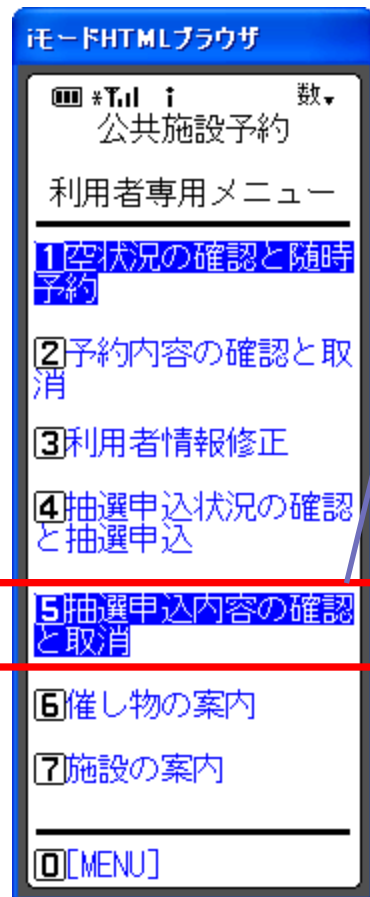 iモードHTMLブラウザ
数▼
公共施設予約
利用者専用メニュー
1空状況の確認と随時
予約
2予約内容の確認と取
消
3利用者情報修正
4抽選申込状況の確認
と抽選申込
5抽選申込内容の確認
と取消
6催し物の案内
7施設の案内
0[MENU]